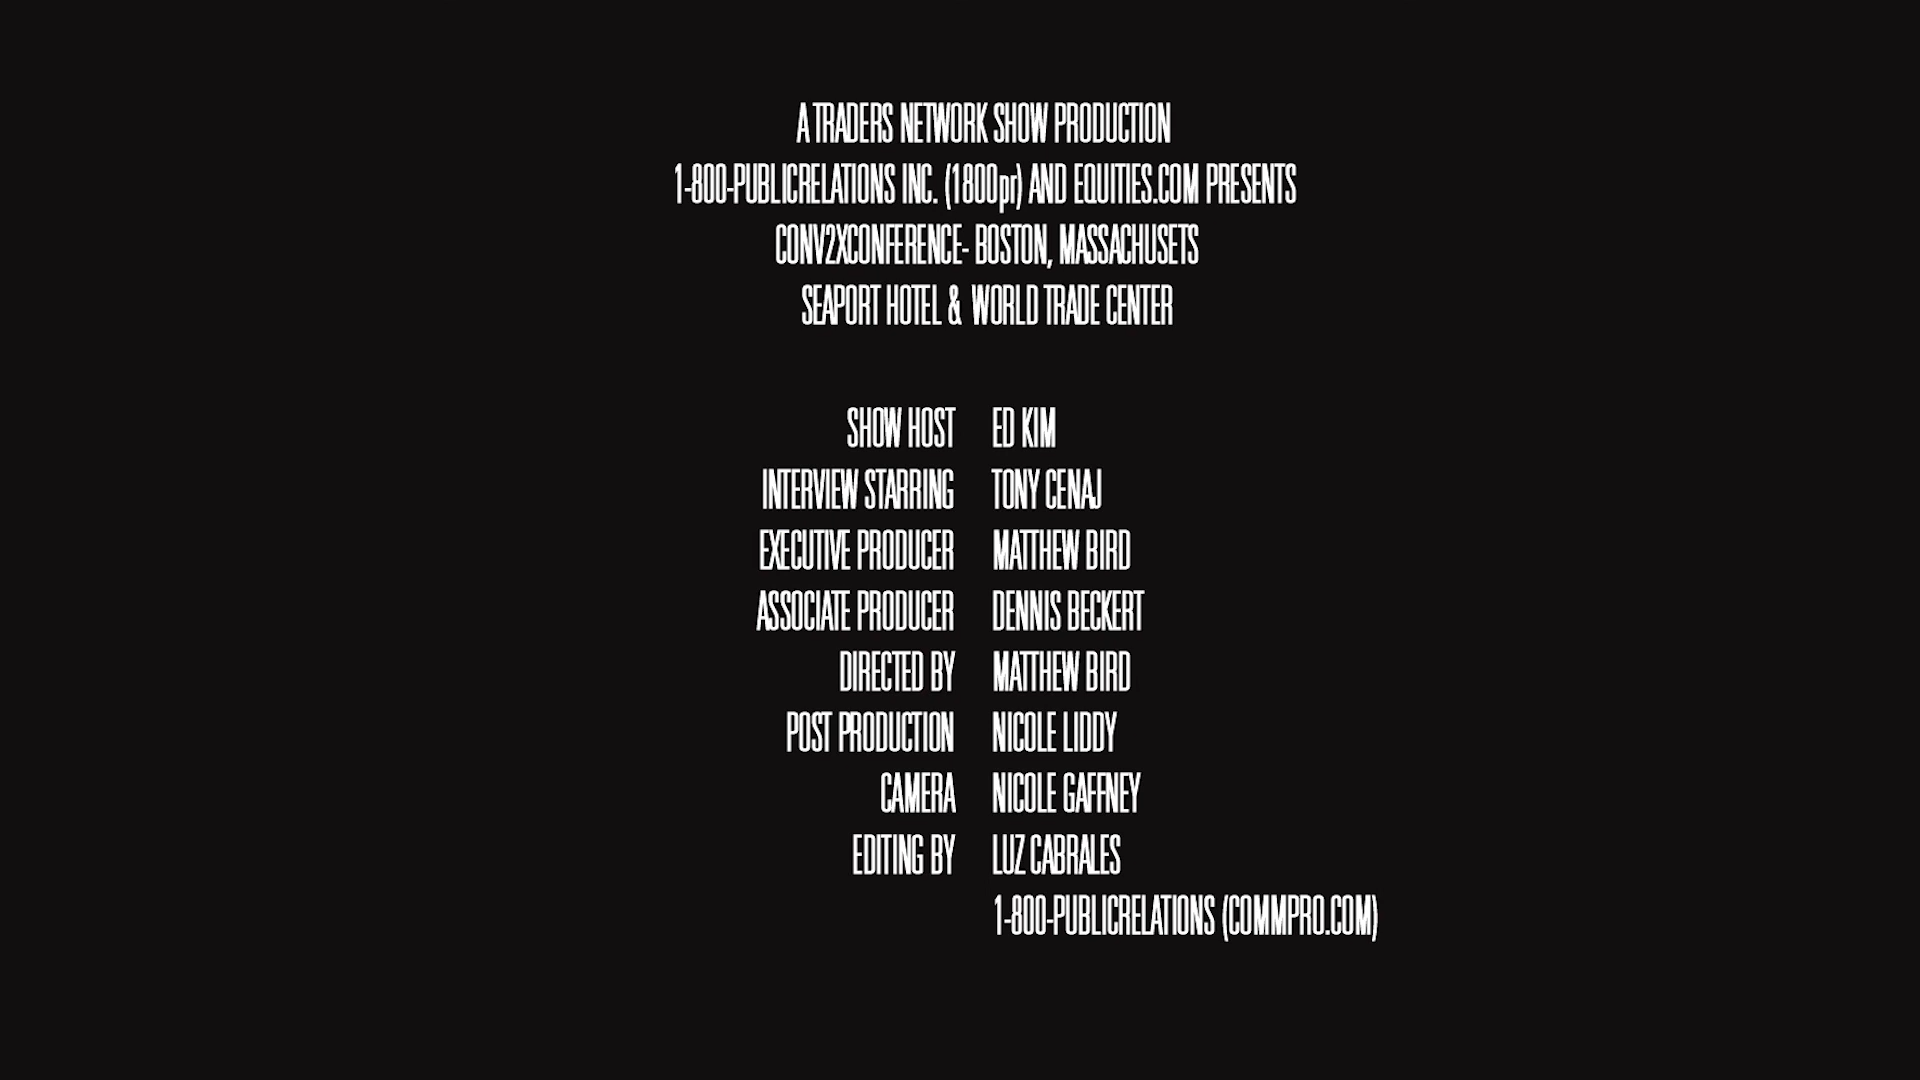 A TRADERS NETWORK SHOW PRODUCTION
1-800-PUBLICRELATIONS INC. (1800pr) AND EQUITIES.COM PRESENTS
CONV2XCONFERENCE- BOSTON, MASSACHUSETS
SEAPORT HOTEL & WORLD TRADE CENTER
SHOW HOST ED KIM
INTERVIEW STARRING TONY CENAJ
EXECUTIVE PRODUCER MATTHEW BIRD
ASSOCIATE PRODUCER DENNIS BECKERT
DIRECTED BY MATTHEW BIRD
POST PRODUCTION NICOLE LIDDY
CAMERA NICOLE GAFFNEY
EDITING BY LUZ CABRALES
1-800-PUBLICRELATIONS (COMMPRO.COM)